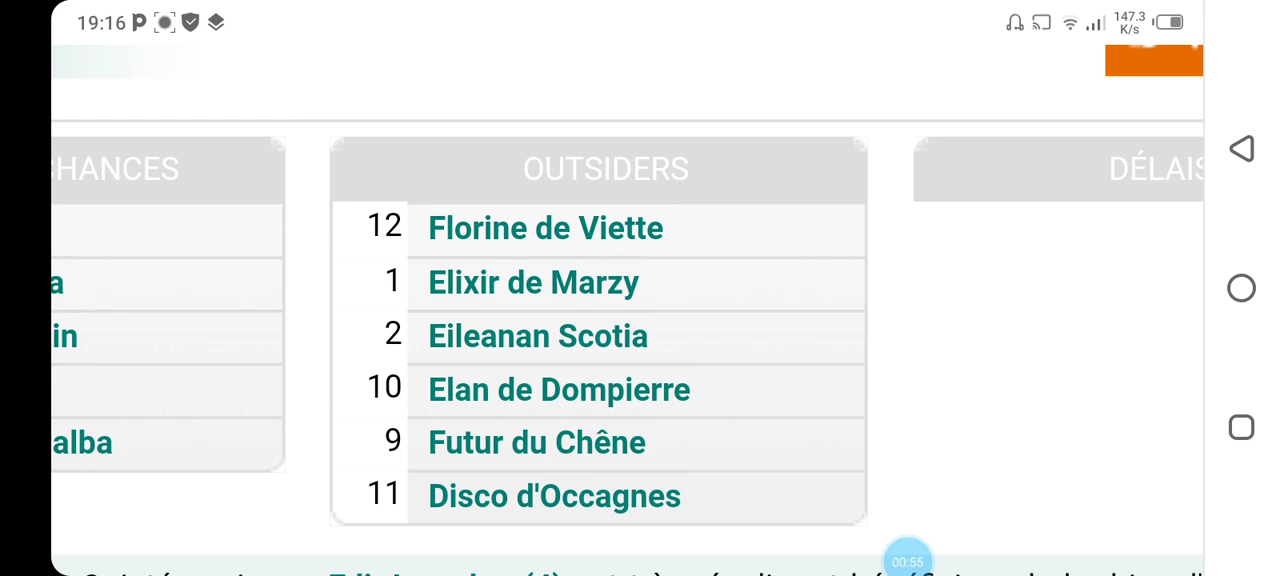 19:16
147.3
K/s
HANCES
OUTSIDERS
DÉLAIS
12 Florine de Viette
1 Elixir de Marzy
a
2 Eileanan Scotia
in
10 Elan de Dompierre
9 Futur du Chêne
alba
11 Disco d'Occagnes
00:55